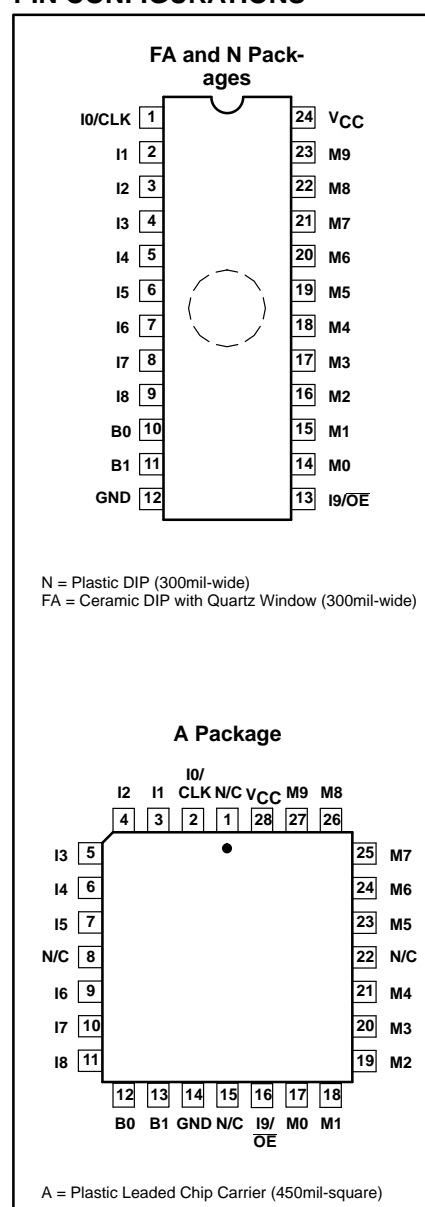 PIN CONFIGURATIONS
FA and N Pack-
ages
I0/CLK 1 24 VCC
I1 2 23 M9
I2 3 22 M8
I3 4 21 M7
I4 5 20 M6
I5 6 19 M5
I6 7 18 M4
I7 8 17 M3
I8 9 16 M2
B0 10 15 M1
B1 11 14 M0
GND 12 13 I9/OE
N = Plastic DIP (300mil-wide)
FA = Ceramic DIP with Quartz Window (300mil-wide)
A Package
I0/
I2 I1 CLK N/C VCC M9 M8
4 3 2 1 28 27 26
I3 5 25 M7
I4 6 24 M6
I5 7 23 M5
N/C 8 22 N/C
I6 9 21 M4
I7 10 20 M3
I8 11 19 M2
12 13 14 15 16 17 18
B0 B1 GND N/C I9/ M0 M1
OE
A = Plastic Leaded Chip Carrier (450mil-square)